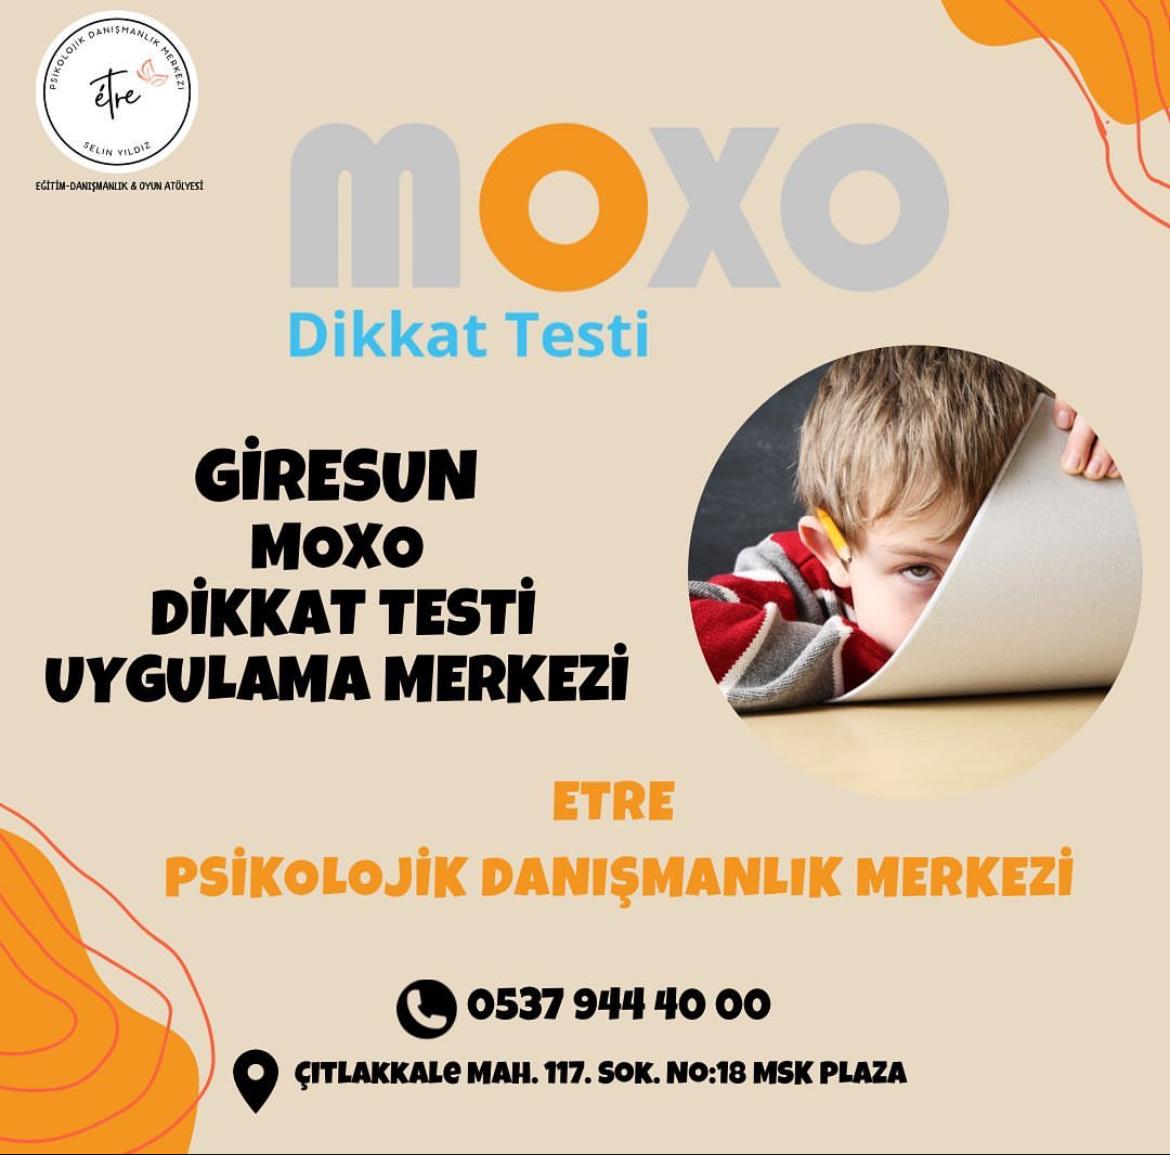 PSİKOLOJİK DANIŞMANLIK MERKEZİ
étre
SELIN YILDIZ
EĞİTİM-DANIŞMANLIK & OYUN ATÖLYESİ
moxo
Dikkat Testi
GİRESUN
MOXO
DİKKAT TESTİ
UYGULAMA MERKEZİ
ETRE
PSİKOLOJİK DANIŞMANLIK MERKEZİ
0537 944 40 00
ÇITLAKKALe MAH. 117. SOK. NO:18 MSK PLAZA